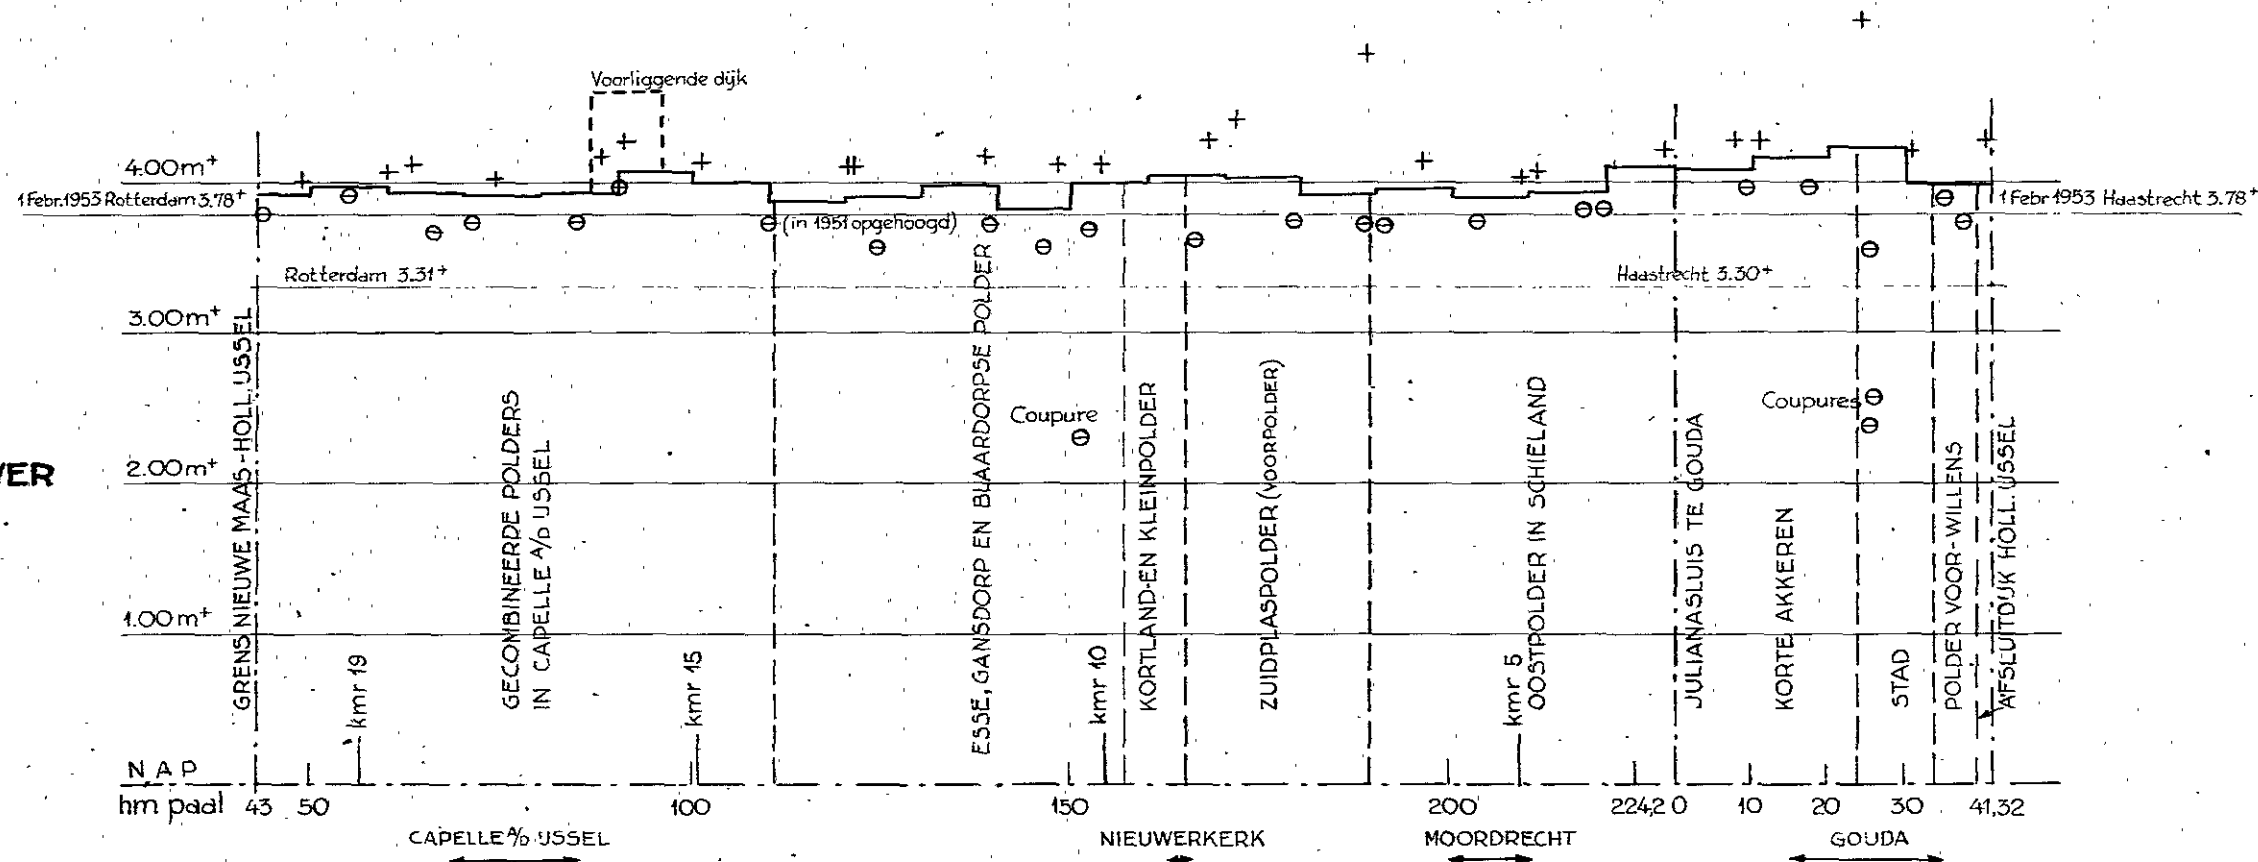 Voorliggende dijk
4.00m+
1 Febr. 1953 Rotterdam 3.78+
(in 1951 opgehoogd)
1 Febr 1953 Haastrecht 3.78+
Rotterdam 3.31+
Haastrecht 3.30+
3.00m+
Coupure
Coupures
VER
2.00m+
1.00m+
GRENS NIEUWE MAAS-HOLL. IJSSEL
kmr 19
GECOMBINEERDE POLDERS
IN CAPELLE A/D IJSSEL
kmr 15
ESSE, GANSDORP EN BLAARDORPSE POLDER
kmr 10
KORTLAND-EN KLEINPOLDER
ZUIDPLASPOLDER (VOORPOLDER)
kmr 5
OOSTPOLDER IN SCHIELAND
JULIANASLUIS TE GOUDA
KORTE AKKEREN
STAD
POLDER VOOR-WILLENS
AFSLUITDIJK HOLL. IJSSEL
N A P
hm paal 43 50 100 150 200 224,2 0 10 20 30 41,32
CAPELLE A/D IJSSEL NIEUWERKERK MOORDRECHT GOUDA